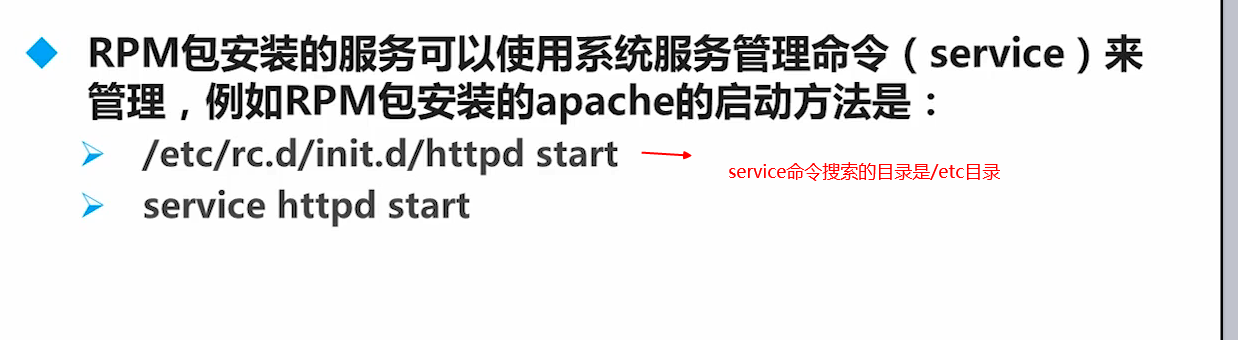 RPM包安装的服务可以使用系统服务管理命令（service）来
管理，例如RPM包安装的apache的启动方法是：
/etc/rc.d/init.d/httpd start
service命令搜索的目录是/etc目录
service httpd start